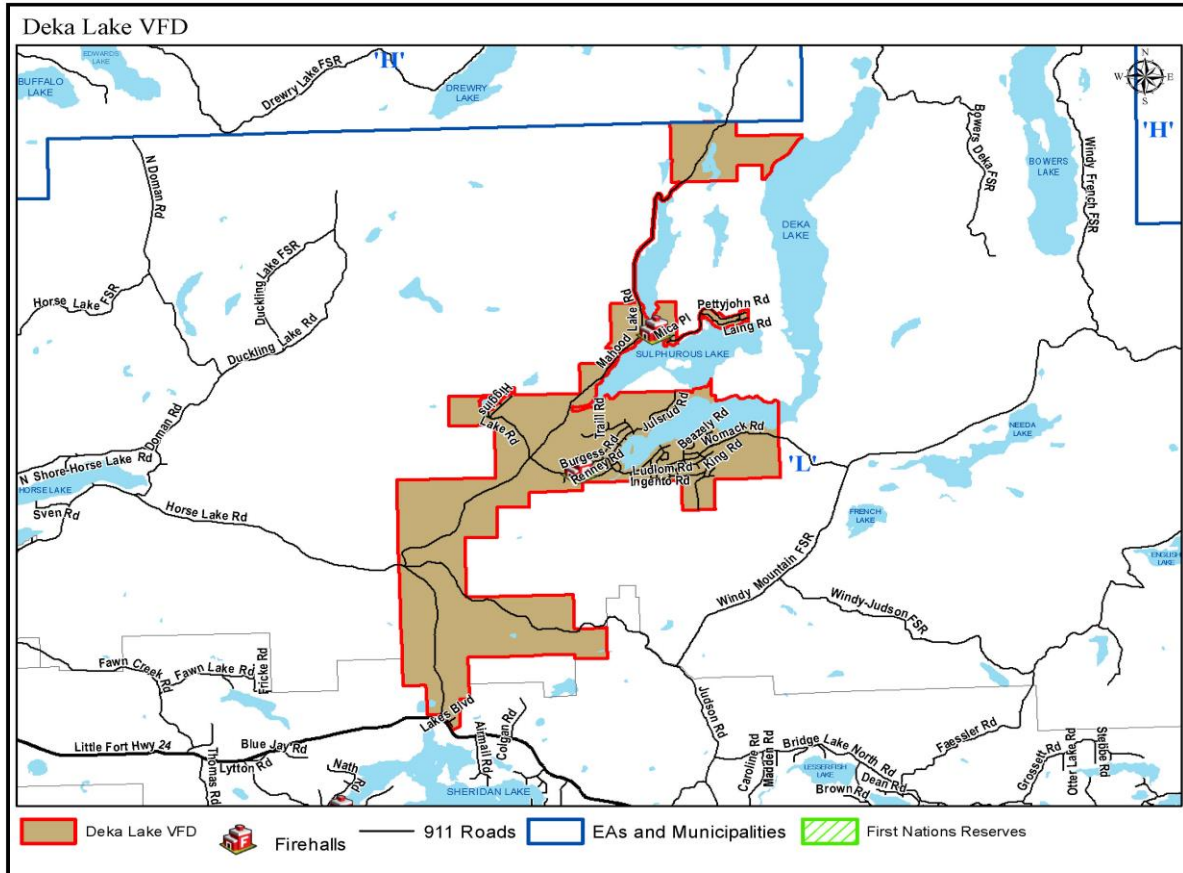 Deka Lake VFD
EDWARDS
LAKE
BUFFALO
LAKE
Drewry Lake FSR
'H'
DREWRY
LAKE
N
W
E
S
'H'
BOWERS
LAKE
Bowers Deka FSR
Windy French FSR
N Doman Rd
Horse Lake FSR
Duckling Lake FSR
Duckling Lake Rd
Doman Rd
DEKA
LAKE
Mahood Lake Rd
Mica Pl
Pettyjohn Rd
Laing Rd
SULPHUROUS LAKE
Higgins
Lake Rd
Traill Rd
Julsrud Rd
Burgess Rd
Renney Rd
Beazely Rd
Womack Rd
King Rd
Ludlom Rd
Ingento Rd
'L'
NEEDA
LAKE
FRENCH
LAKE
ENGLISH
LAKE
N Shore-Horse Lake Rd
HORSE LAKE
Sven Rd
Horse Lake Rd
Windy Mountain FSR
Windy-Judson FSR
Fawn Creek Rd
Fawn Lake Rd
Fricke Rd
Lakes Blvd
Little Fort Hwy 24
Blue Jay Rd
Thomas Rd
Lytton Rd
Nath Rd
Airmail Rd
Colgan Rd
SHERIDAN LAKE
Judson Rd
Caroline Rd
Madden Rd
Bridge Lake North Rd
LESSERFISH
LAKE
Brown Rd
Dean Rd
Faessler Rd
Grossett Rd
Otter Lake Rd
Deka Lake VFD
F
Firehalls
911 Roads
EAs and Municipalities
First Nations Reserves